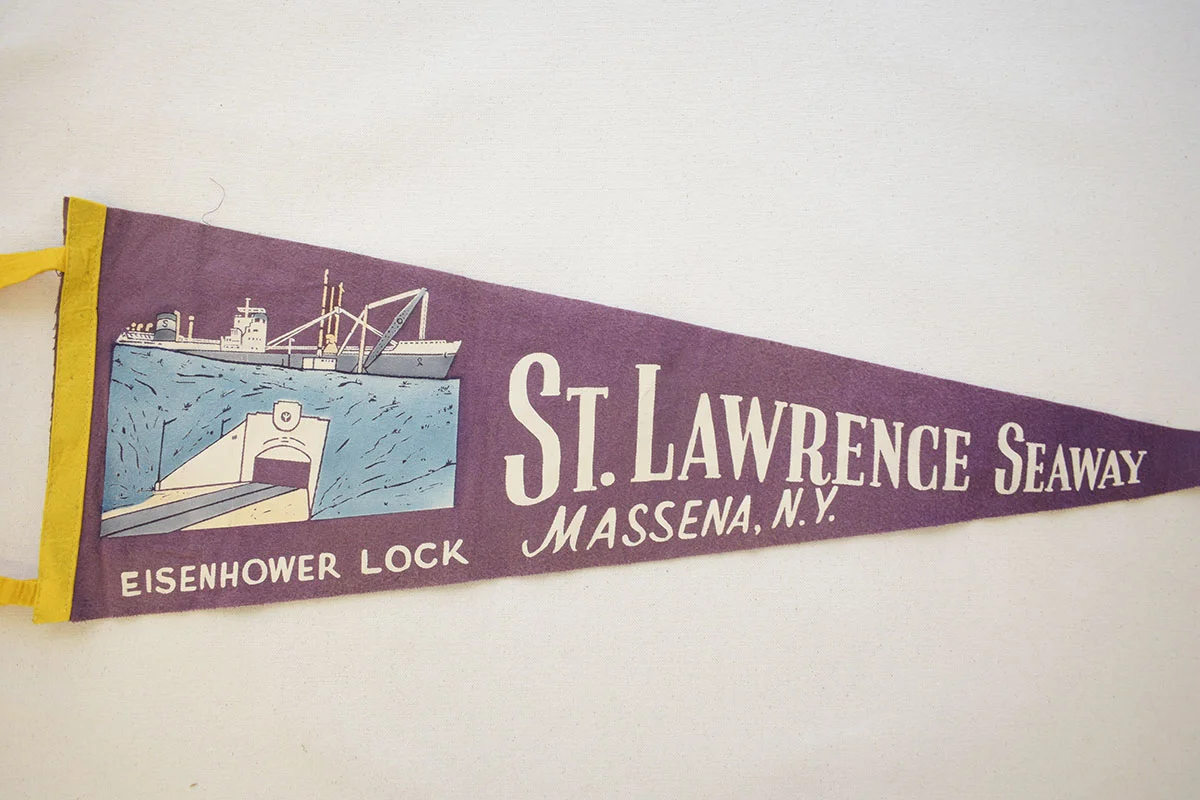 S
EISENHOWER LOCK
ST. LAWRENCE SEAWAY
MASSENA, N.Y.